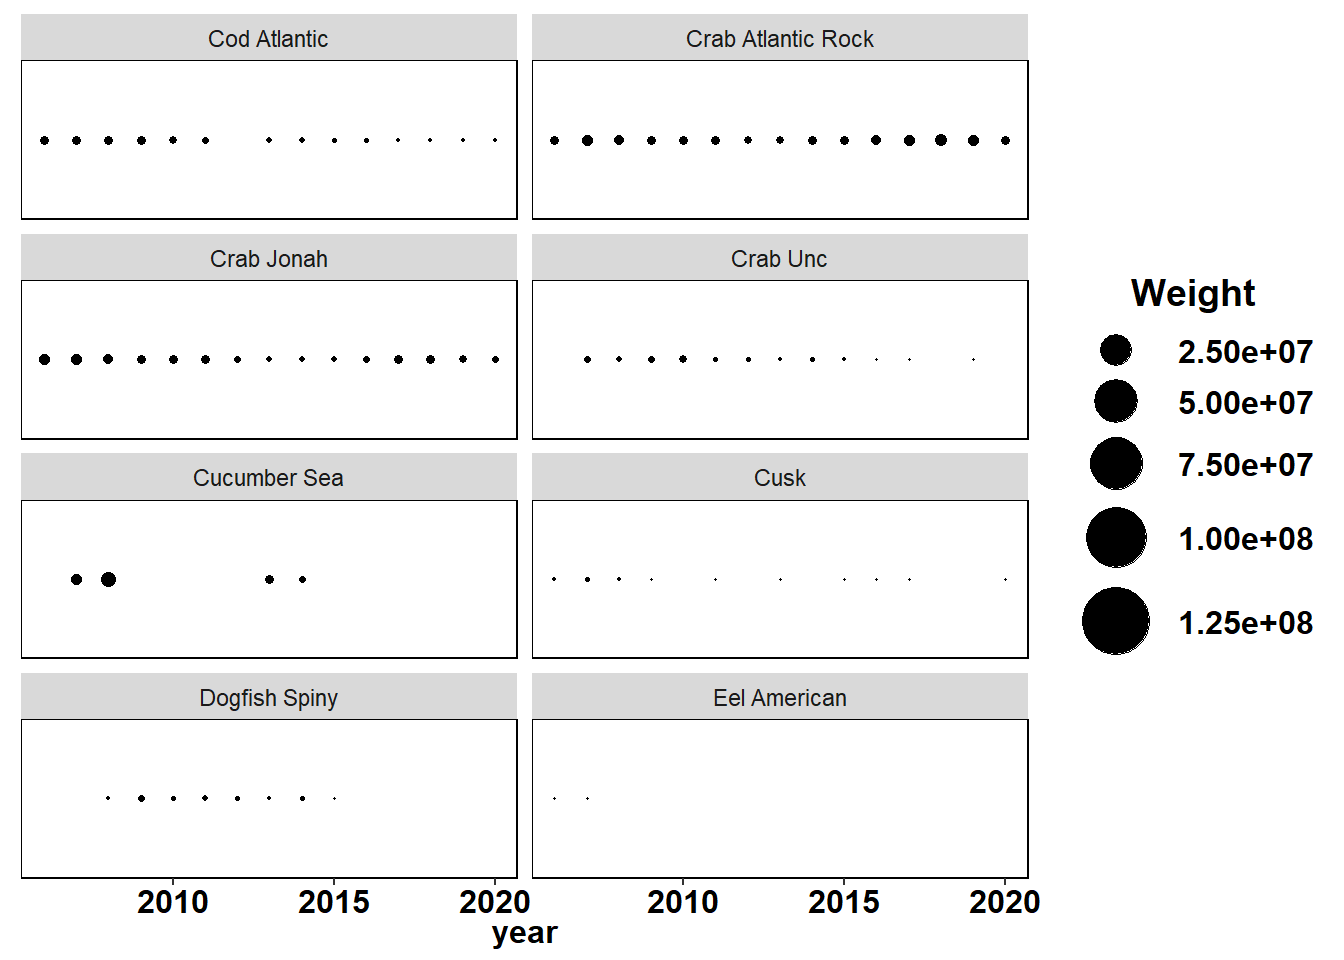 Cod Atlantic
Crab Atlantic Rock
Crab Jonah
Crab Unc
Cucumber Sea
Cusk
Dogfish Spiny
Eel American
2010 2015 2020
2010 2015 2020
year
Weight
2.50e+07
5.00e+07
7.50e+07
1.00e+08
1.25e+08